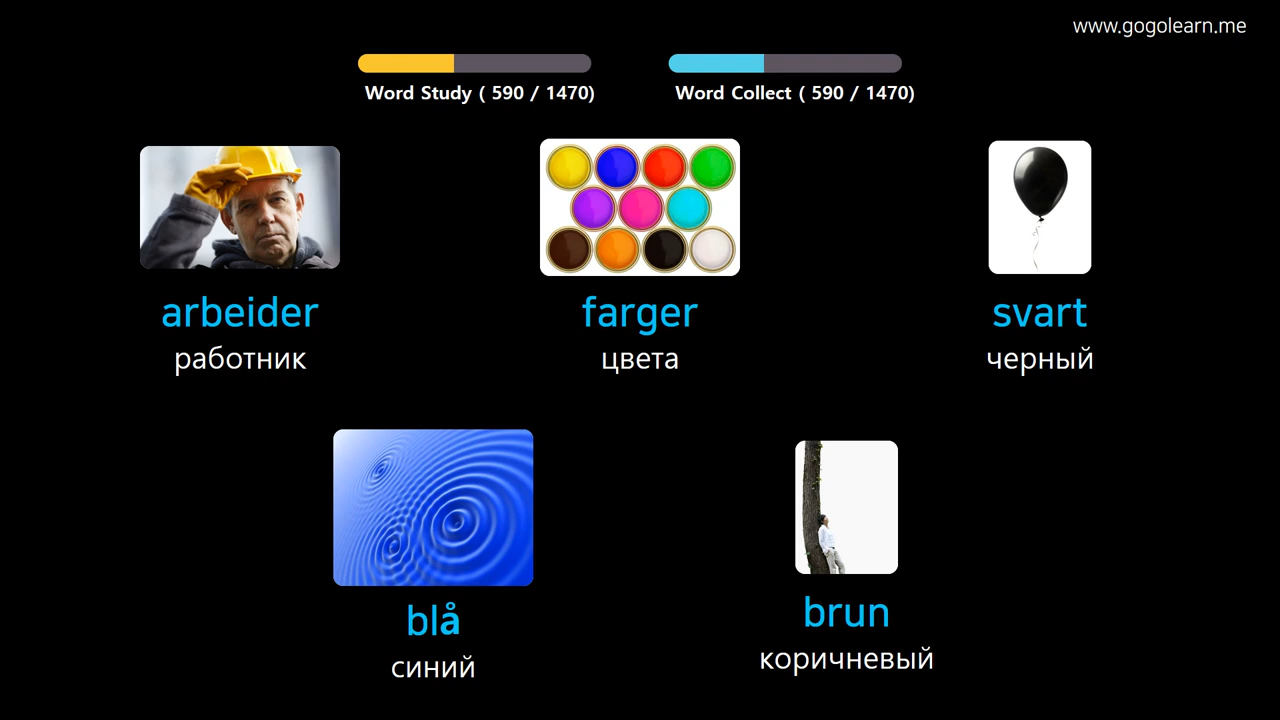 www.gogolearn.me
Word Study ( 590 / 1470)
Word Collect ( 590 / 1470)
arbeider
работник
farger
цвета
svart
черный
blå
синий
brun
коричневый